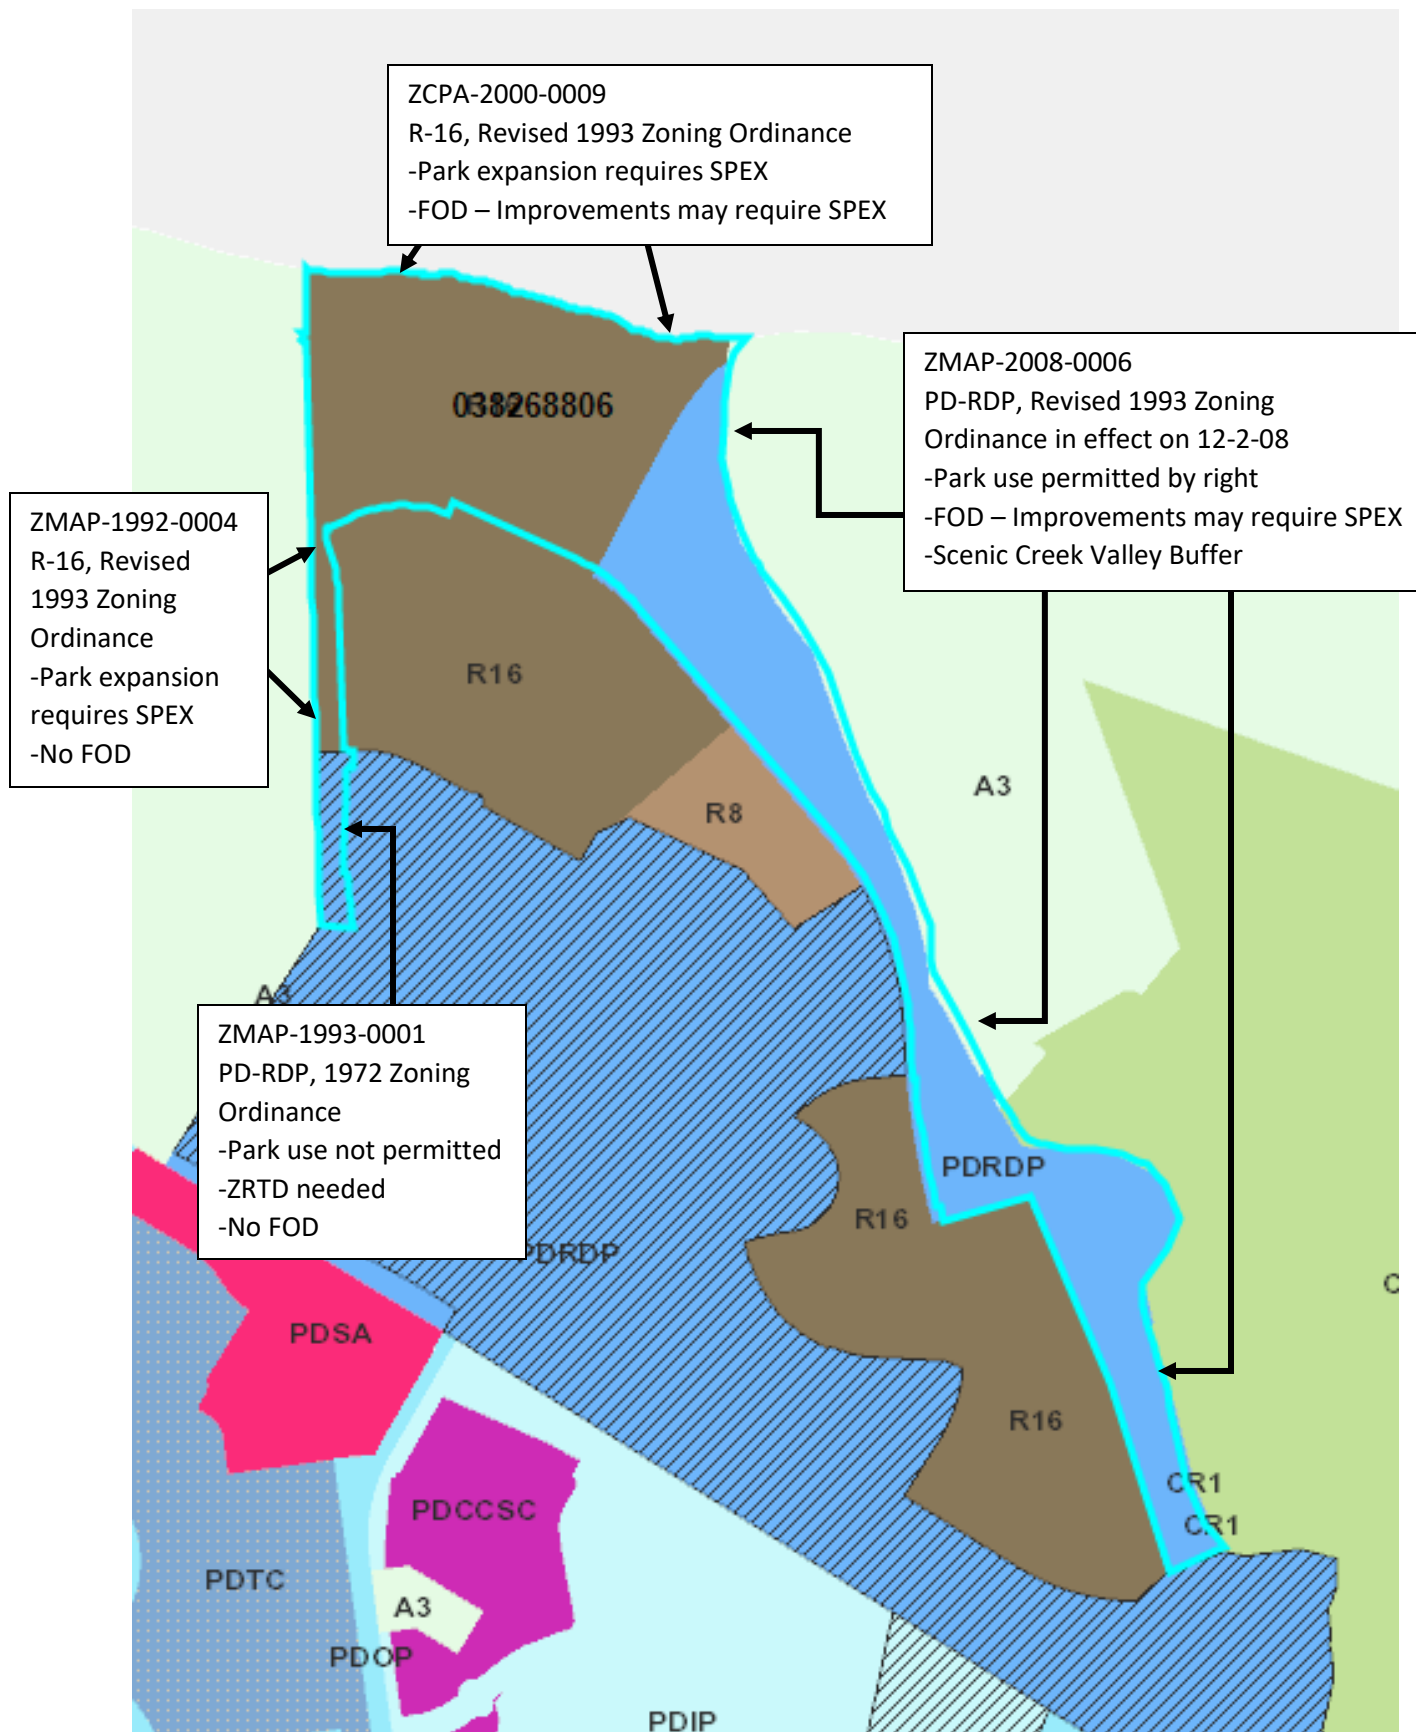 ZCPA-2000-0009
R-16, Revised 1993 Zoning Ordinance
-Park expansion requires SPEX
-FOD – Improvements may require SPEX
ZMAP-2008-0006
PD-RDP, Revised 1993 Zoning
Ordinance in effect on 12-2-08
-Park use permitted by right
-FOD – Improvements may require SPEX
-Scenic Creek Valley Buffer
ZMAP-1992-0004
R-16, Revised
1993 Zoning
Ordinance
-Park expansion
requires SPEX
-No FOD
R16
A3
R8
A3
ZMAP-1993-0001
PD-RDP, 1972 Zoning
Ordinance
-Park use not permitted
-ZRTD needed
-No FOD
PDRDP
R16
PDRDP
PDSA
R16
CR1
PDCCSC
CR1
PDTC
A3
PDOP
PDIP